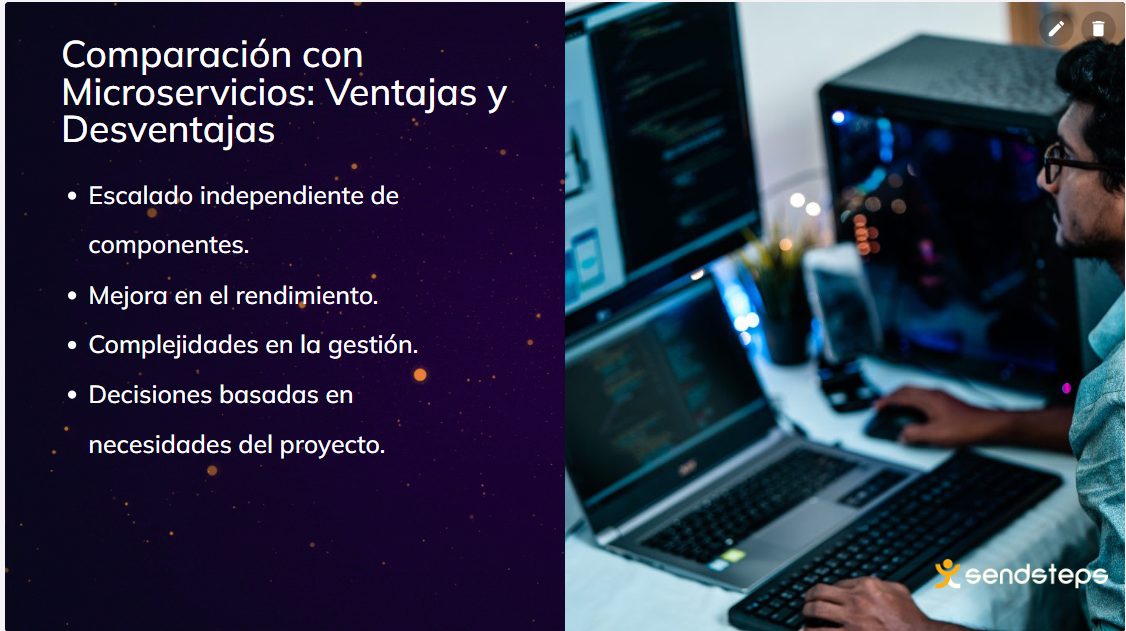 Comparación con
Microservicios: Ventajas y
Desventajas
• Escalado independiente de
componentes.
• Mejora en el rendimiento.
• Complejidades en la gestión.
• Decisiones basadas en
necesidades del proyecto.
sendsteps